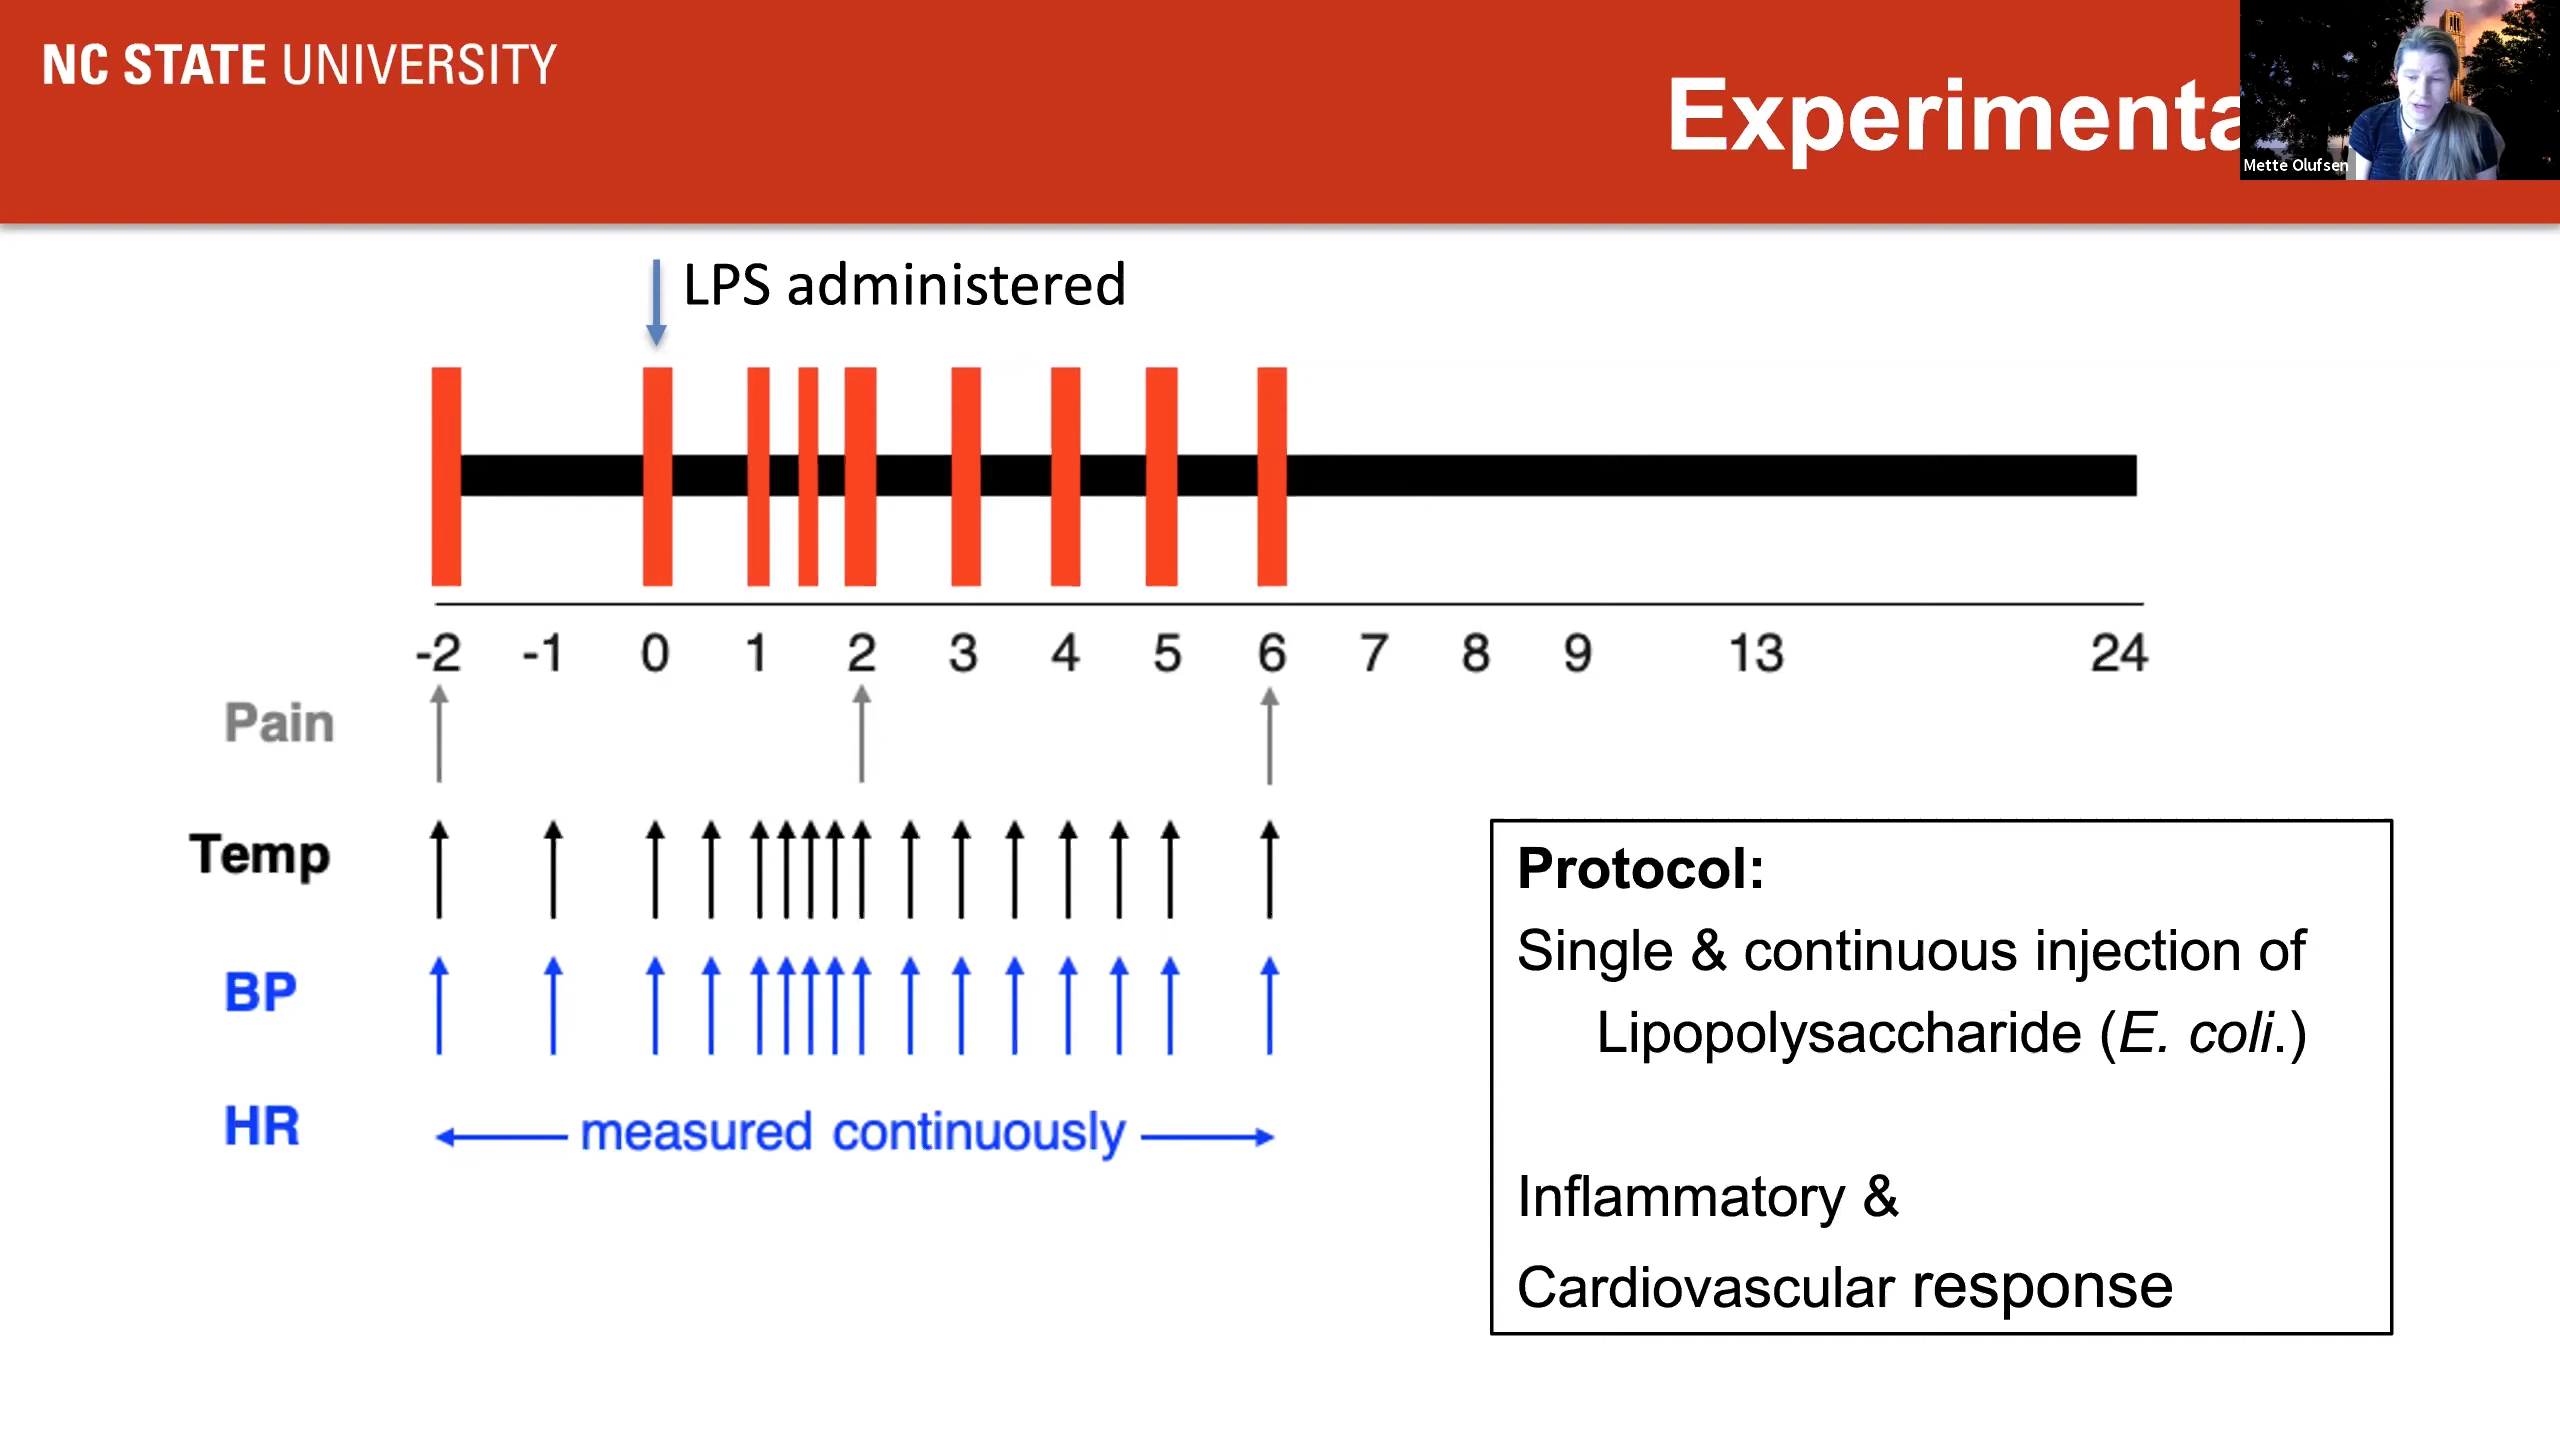 NC STATE UNIVERSITY
Experimenta
Mette Olufsen
LPS administered
-2 -1 0 1 2 3 4 5 6 7 8 9 13 24
Pain
Temp
BP
HR
measured continuously
Protocol:
Single & continuous injection of
Lipopolysaccharide (E. coli.)
Inflammatory &
Cardiovascular response